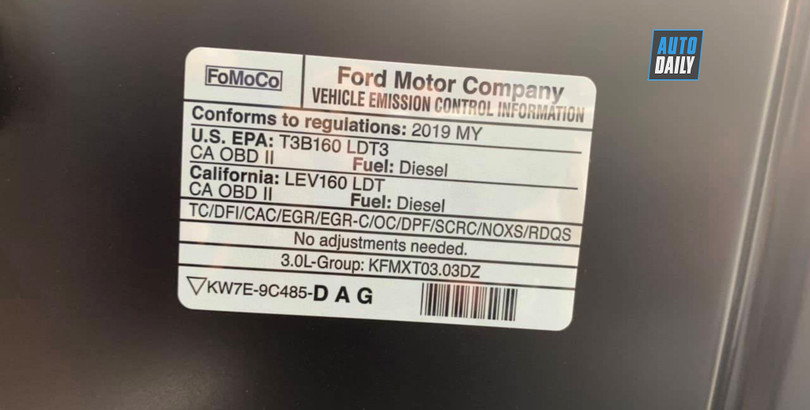 AUTO
DAILY
FoMoCo
Ford Motor Company
VEHICLE EMISSION CONTROL INFORMATION
Conforms to regulations: 2019 MY
U.S. EPA: T3B160 LDT3
CA OBD II Fuel: Diesel
California: LEV160 LDT
CA OBD II Fuel: Diesel
TC/DFI/CAC/EGR/EGR-C/OC/DPF/SCRC/NOXS/RDQS
No adjustments needed.
3.0L-Group: KFMXT03.03DZ
KW7E-9C485-D A G